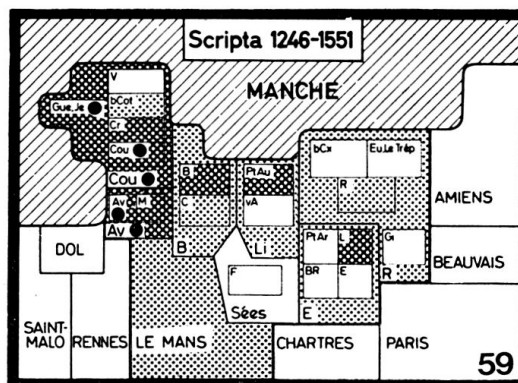 Scripta 1246-1551
MANCHE
V
bCot
Gue, Je
Cr
Cou
Cou
Av M
Av
B
C
B
PtAu
vA
Li
bCx
Eu.Le Trép
R
AMIENS
PtAr
L
BR
E
E
Gi
R
BEAUVAIS
F
Sées
DOL
SAINT-
MALO
RENNES
LE MANS
CHARTRES
PARIS
59